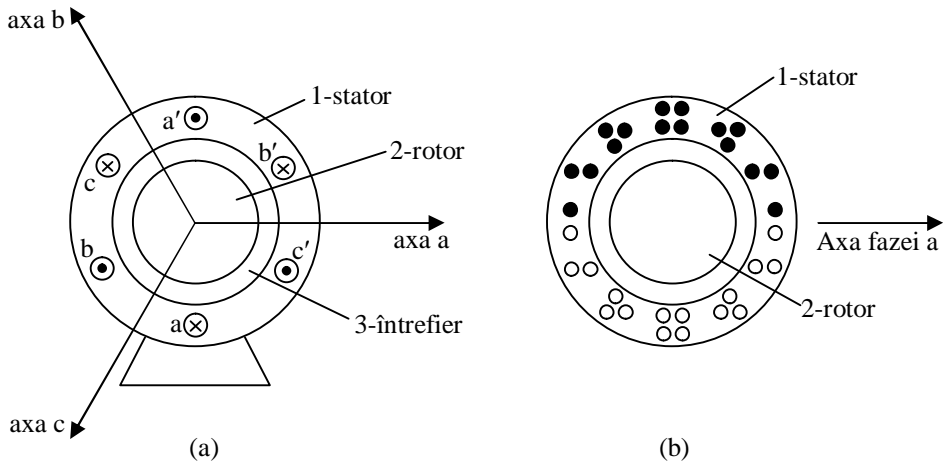 axa b
1-stator
a′
b′
2-rotor
c
axa a
b
c′
a
3-întrefier
axa c
(a)
1-stator
Axa fazei a
2-rotor
(b)